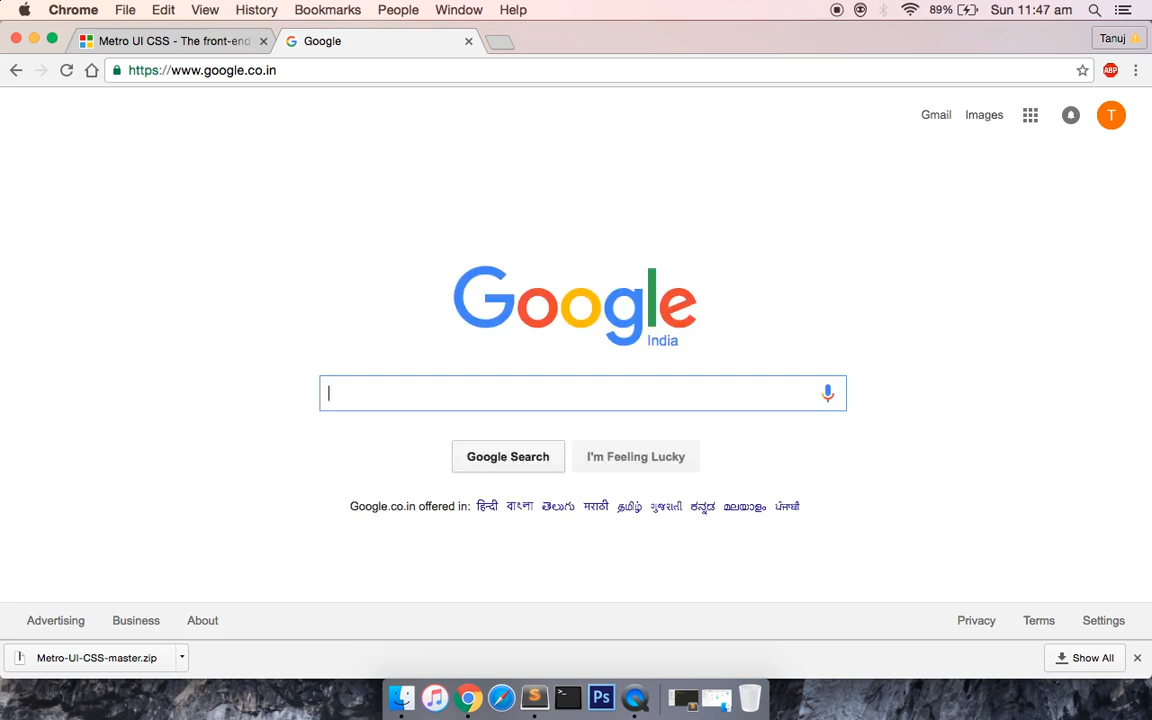 Chrome File Edit View History Bookmarks People Window Help 89% Sun 11:47 am
Metro UI CSS - The front-end Google Tanuj
https://www.google.co.in ABP
Gmail Images T
Google
India
Google Search I'm Feeling Lucky
Google.co.in offered in: हिन्दी বাংলা తెలుగు मराठी தமிழ் ગુજરાતી ಕನ್ನಡ മലയാളം ਪੰਜਾਬੀ
Advertising Business About Privacy Terms Settings
Metro-UI-CSS-master.zip Show All
Ps